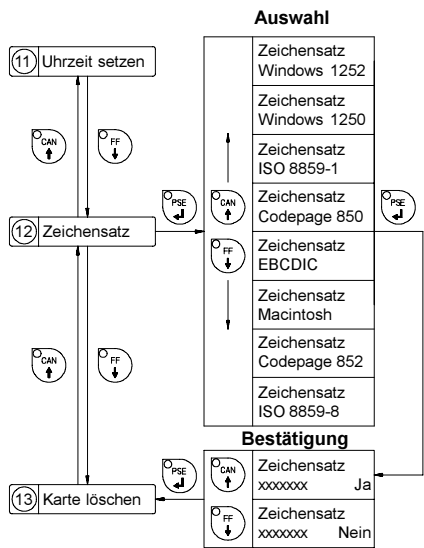 Auswahl
11 Uhrzeit setzen
Zeichensatz
Windows 1252
Zeichensatz
Windows 1250
CAN
FF
Zeichensatz
ISO 8859-1
PSE
CAN
Zeichensatz
Codepage 850
PSE
12 Zeichensatz
FF
Zeichensatz
EBCDIC
Zeichensatz
Macintosh
CAN
FF
Zeichensatz
Codepage 852
Zeichensatz
ISO 8859-8
Bestätigung
PSE
CAN
Zeichensatz
xxxxxxx Ja
13 Karte löschen
FF
Zeichensatz
xxxxxxx Nein